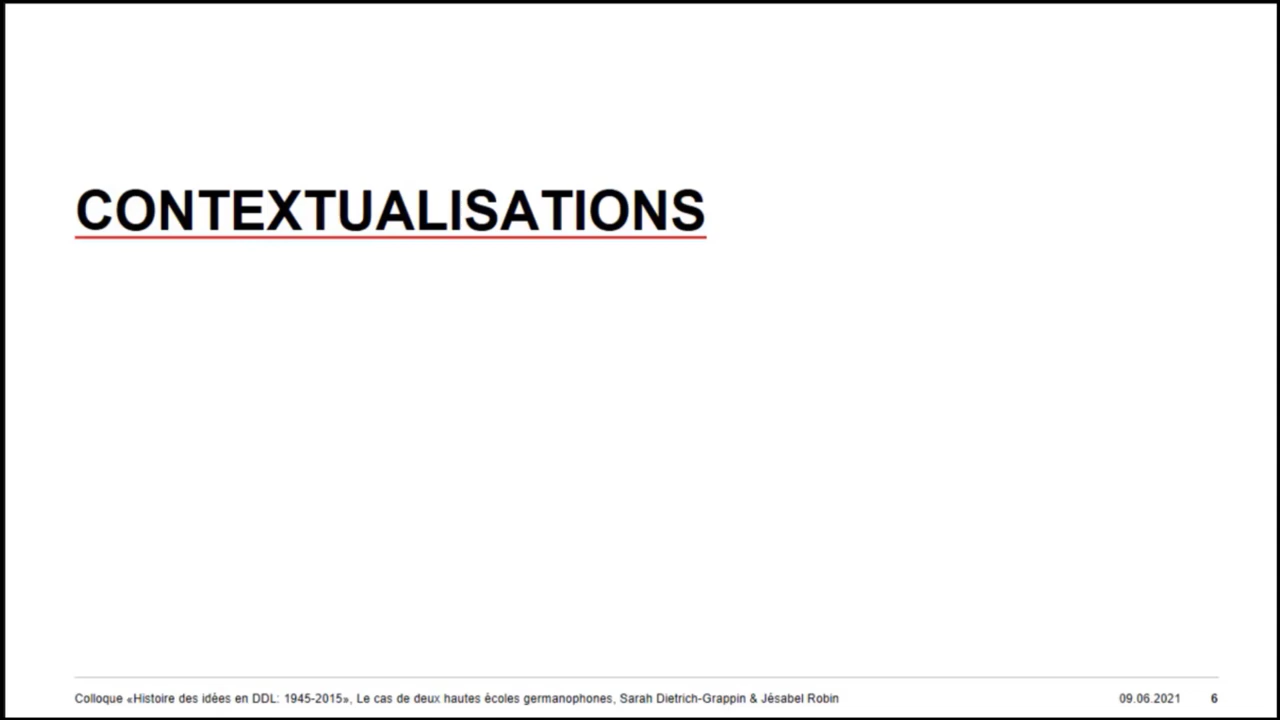 CONTEXTUALISATIONS
Colloque «Histoire des idées en DDL: 1945-2015», Le cas de deux hautes écoles germanophones, Sarah Dietrich-Grappin & Jésabel Robin 09.06.2021 6